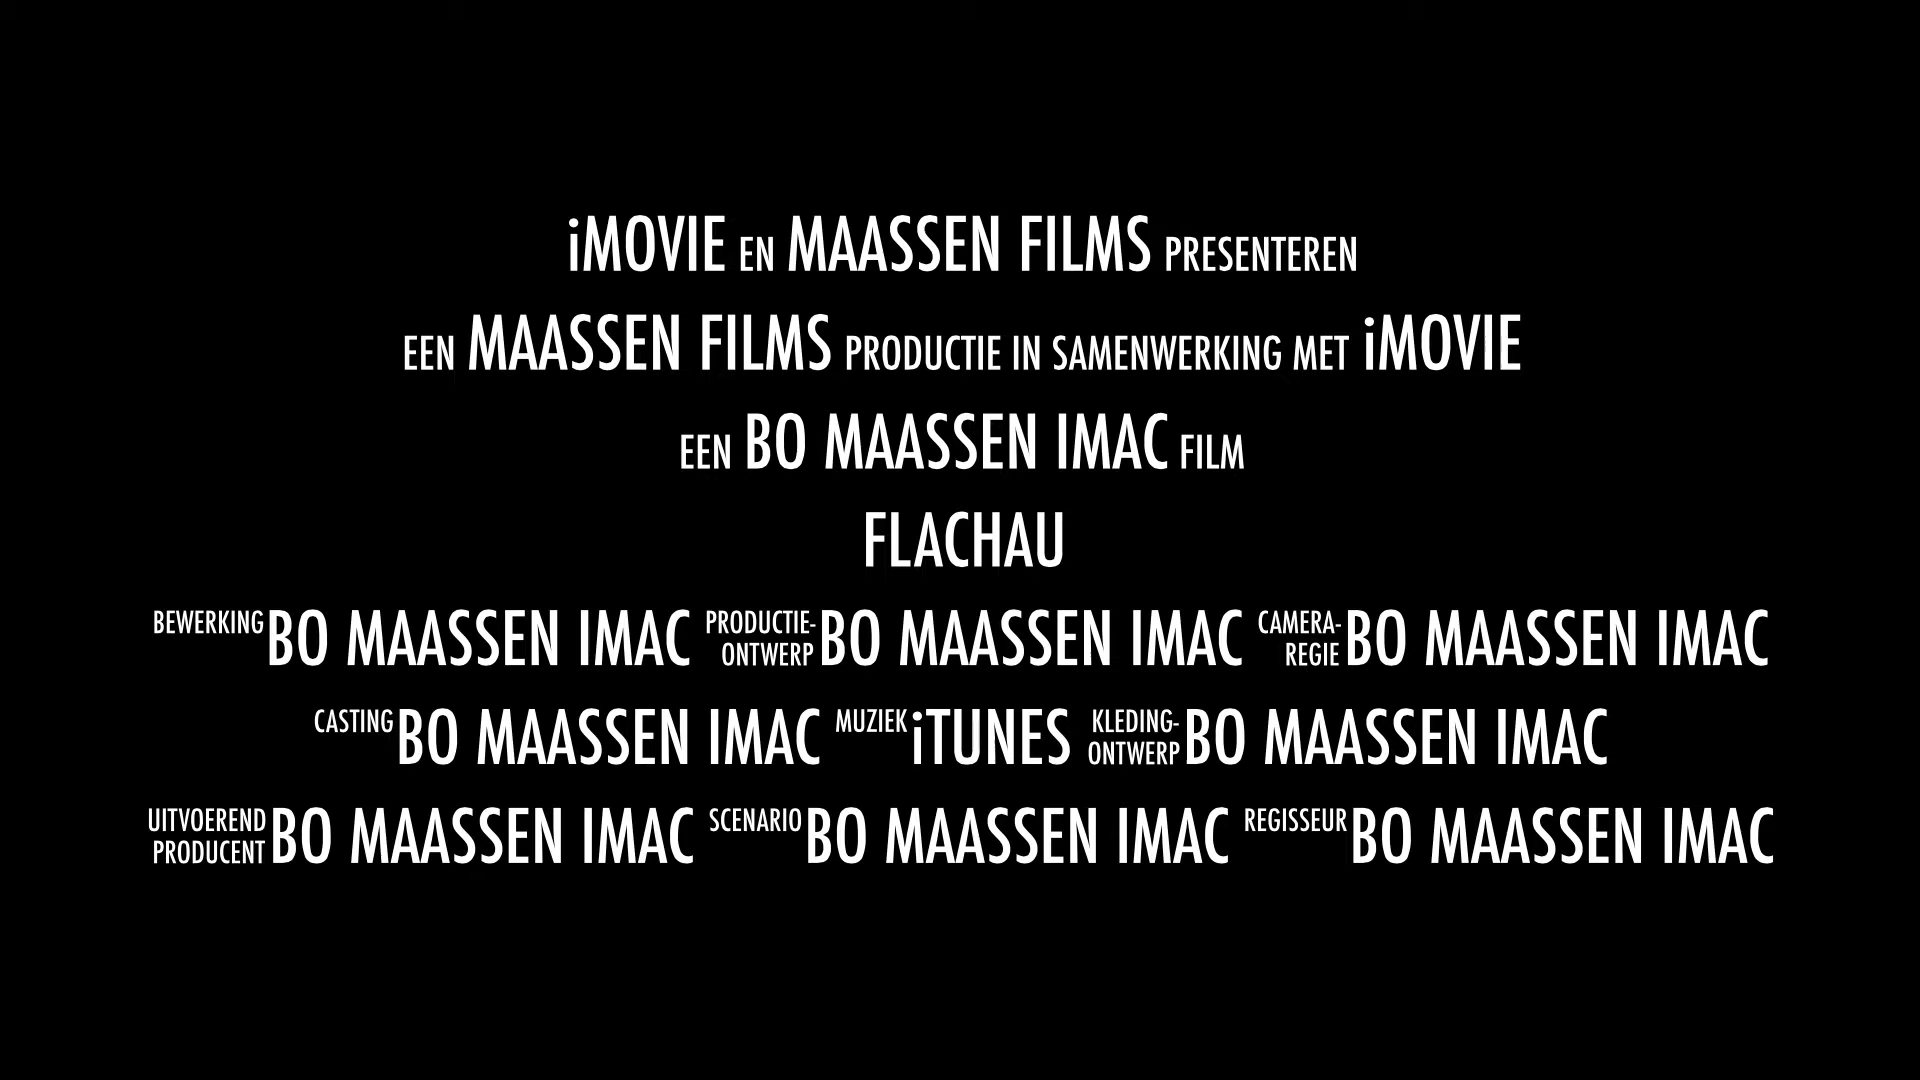 iMOVIE EN MAASSEN FILMS PRESENTEREN
EEN MAASSEN FILMS PRODUCTIE IN SAMENWERKING MET iMOVIE
EEN BO MAASSEN IMAC FILM
FLACHAU
BEWERKING BO MAASSEN IMAC PRODUCTIE-ONTWERP BO MAASSEN IMAC CAMERA-REGIE BO MAASSEN IMAC
CASTING BO MAASSEN IMAC MUZIEK iTUNES KLEDING-ONTWERP BO MAASSEN IMAC
UITVOEREND PRODUCENT BO MAASSEN IMAC SCENARIO BO MAASSEN IMAC REGISSEUR BO MAASSEN IMAC